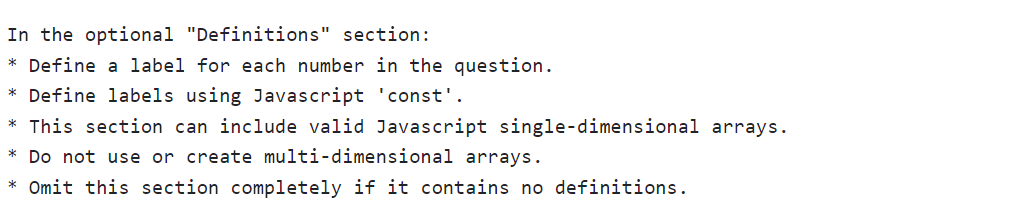 In the optional "Definitions" section:
* Define a label for each number in the question.
* Define labels using Javascript 'const'.
* This section can include valid Javascript single-dimensional arrays.
* Do not use or create multi-dimensional arrays.
* Omit this section completely if it contains no definitions.